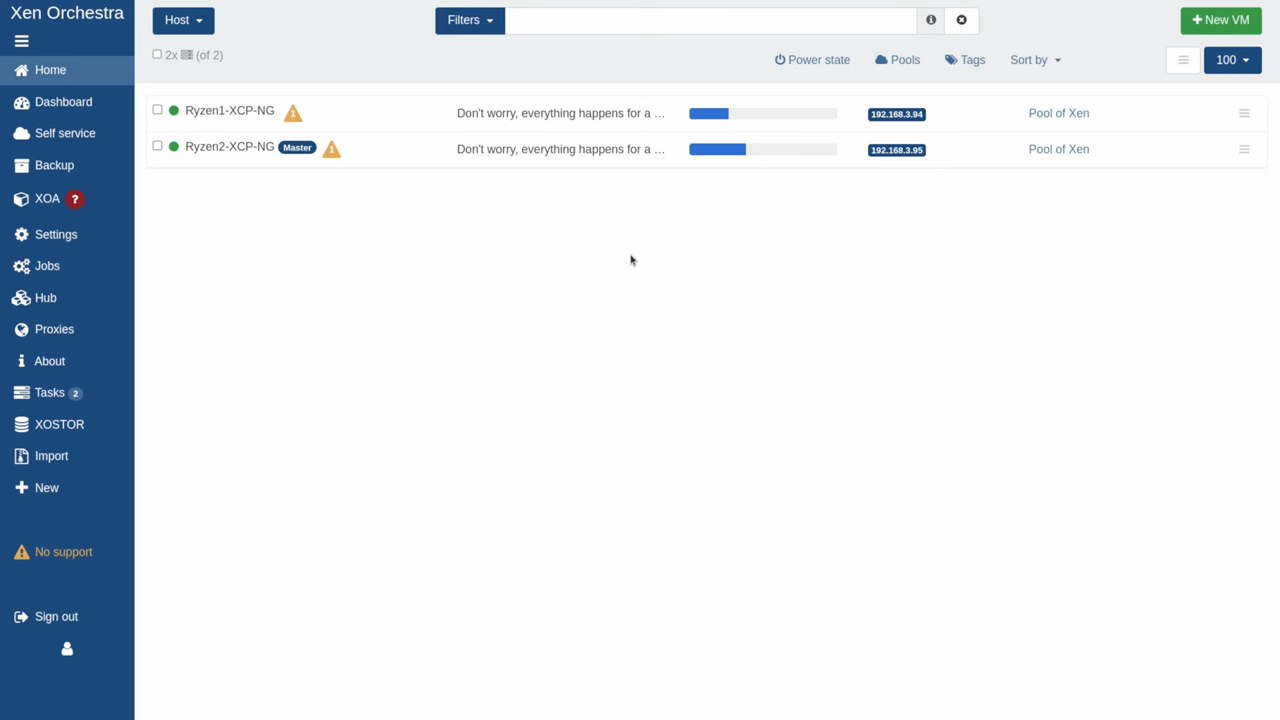 Xen Orchestra
Home
Dashboard
Self service
Backup
XOA ?
Settings
Jobs
Hub
Proxies
About
Tasks 2
XOSTOR
Import
New
No support
Sign out
Host
Filters
New VM
2x (of 2)
Power state
Pools
Tags
Sort by
100
Ryzen1-XCP-NG 1 Don't worry, everything happens for a ... 192.168.3.94 Pool of Xen
Ryzen2-XCP-NG Master 1 Don't worry, everything happens for a ... 192.168.3.95 Pool of Xen